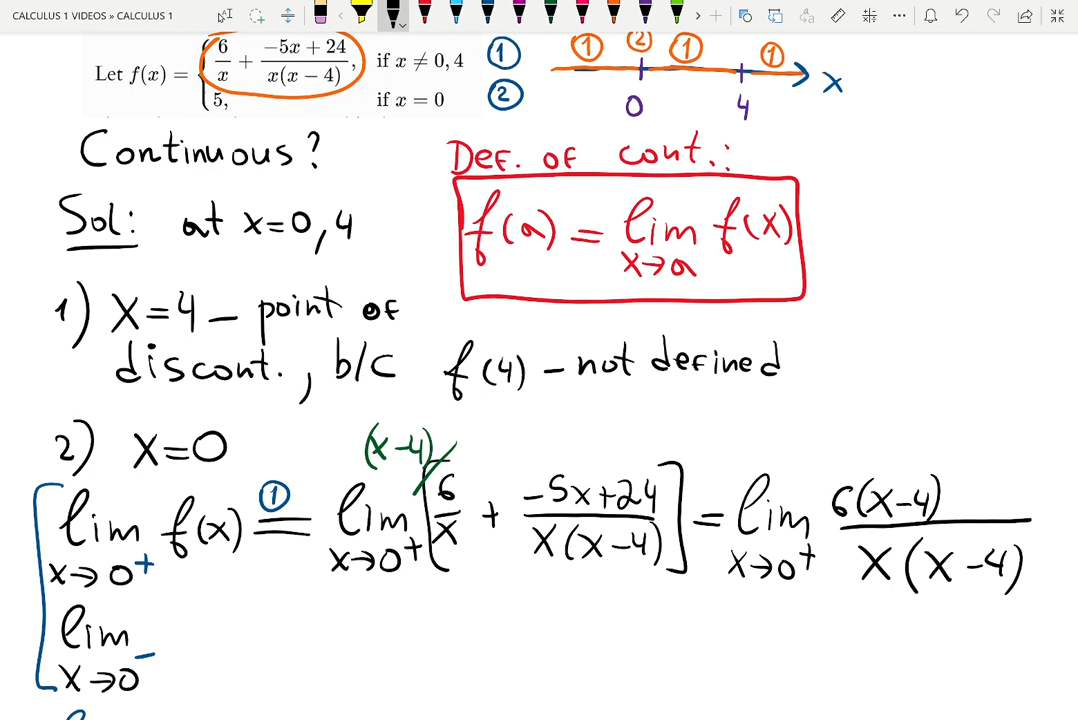 CALCULUS 1 VIDEOS » CALCULUS 1
Let f(x) = { 6/x + (-5x + 24)/(x(x − 4)), if x ≠ 0, 4 ①
5, if x = 0 ②
① ② ① ①
0 4 x
Continuous?
Def. of cont.:
f(a) = lim x→a f(x)
Sol: at x=0,4
1) x=4 – point of
discont., b/c f(4) – not defined
2) x=0
(x-4)/
lim x→0+ f(x) =① lim x→0+ [6/x + (-5x+24)/(x(x-4))] = lim x→0+ 6(x-4)/(x(x-4))
lim x→0-